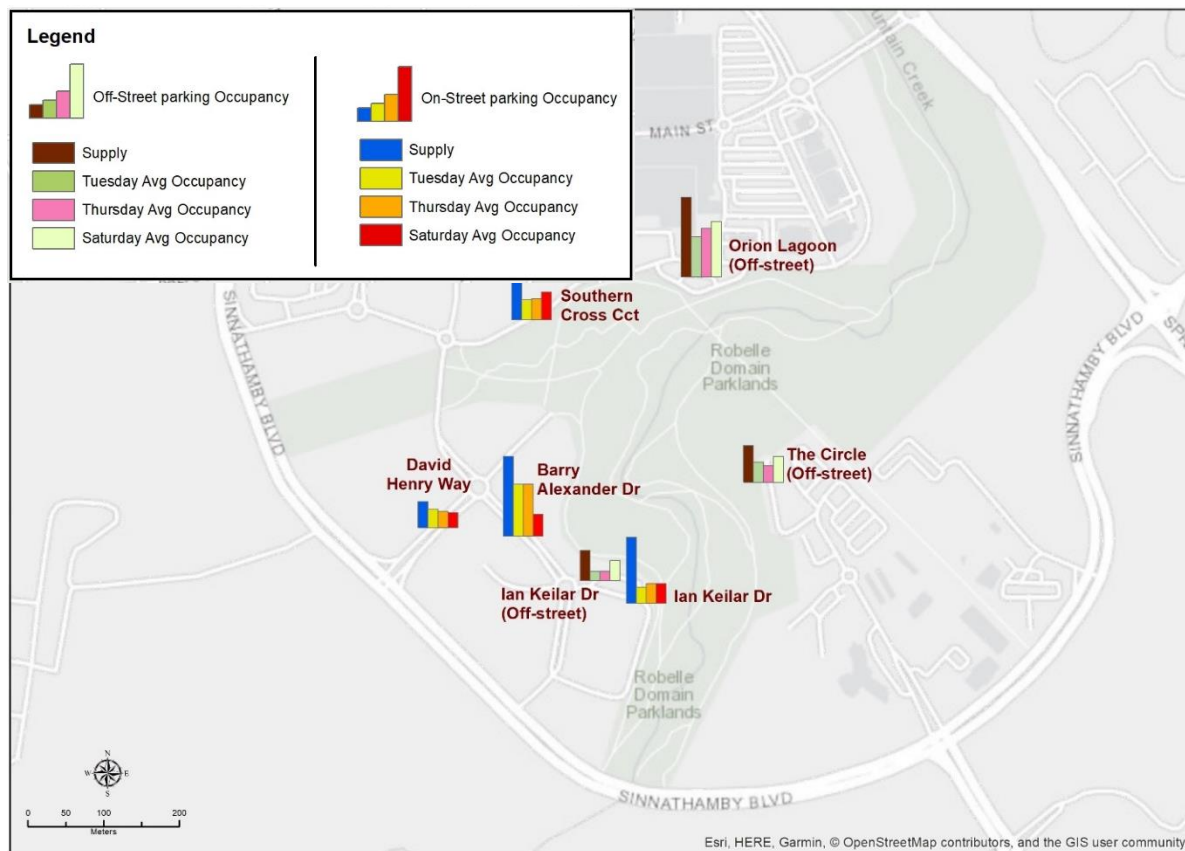 Legend
Off-Street parking Occupancy
Supply
Tuesday Avg Occupancy
Thursday Avg Occupancy
Saturday Avg Occupancy
On-Street parking Occupancy
Supply
Tuesday Avg Occupancy
Thursday Avg Occupancy
Saturday Avg Occupancy
MAIN ST
Orion Lagoon
(Off-street)
Southern
Cross Cct
SINNATHAMBY BLVD
Robelle
Domain
Parklands
SINNATHAMBY BLVD
David
Henry Way
Barry
Alexander Dr
The Circle
(Off-street)
Ian Keilar Dr
(Off-street)
Ian Keilar Dr
Robelle
Domain
Parklands
SINNATHAMBY BLVD
N
W E
S
0 50 100 200
Meters
Esri, HERE, Garmin, © OpenStreetMap contributors, and the GIS user community